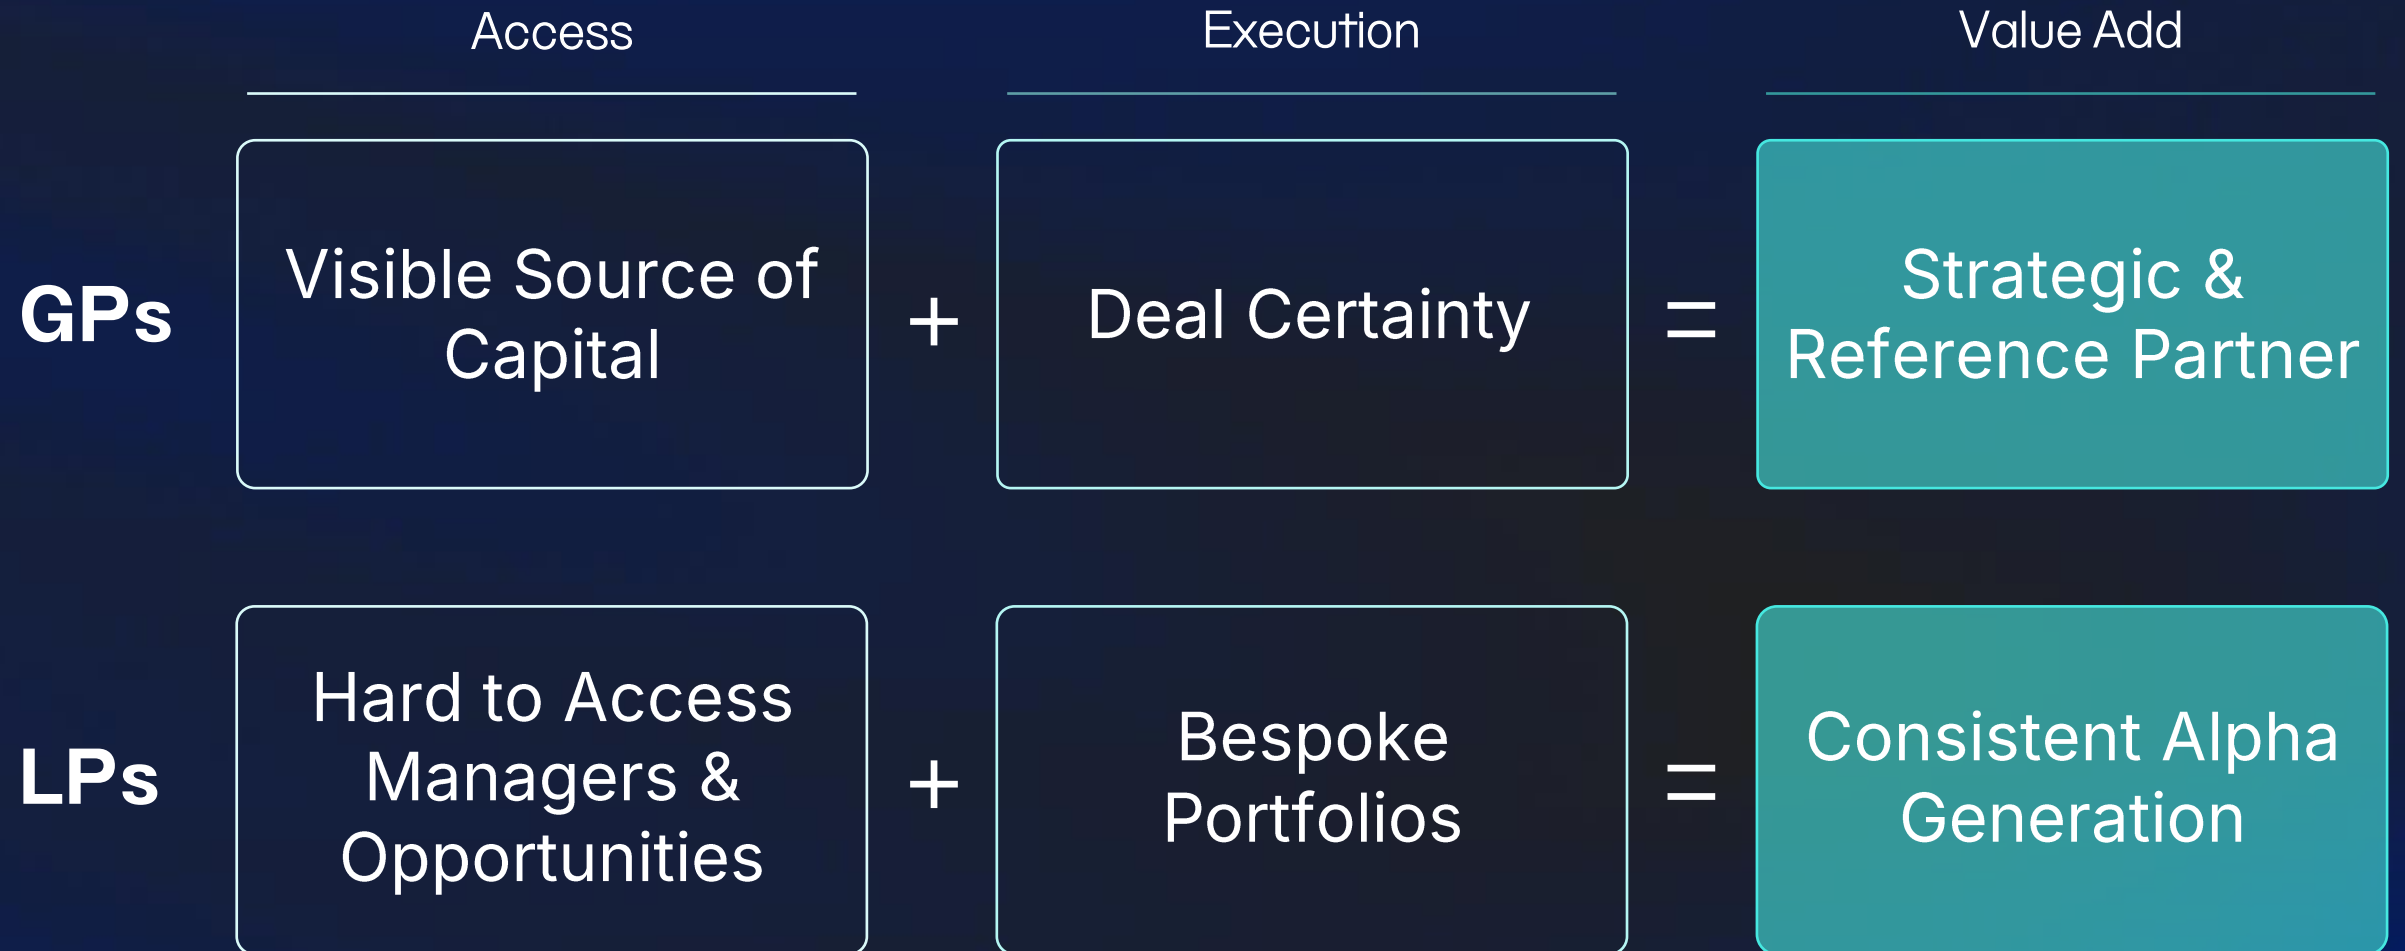 Access
Execution
Value Add
GPs
Visible Source of
Capital
+
Deal Certainty
=
Strategic &
Reference Partner
LPs
Hard to Access
Managers &
Opportunities
+
Bespoke
Portfolios
=
Consistent Alpha
Generation